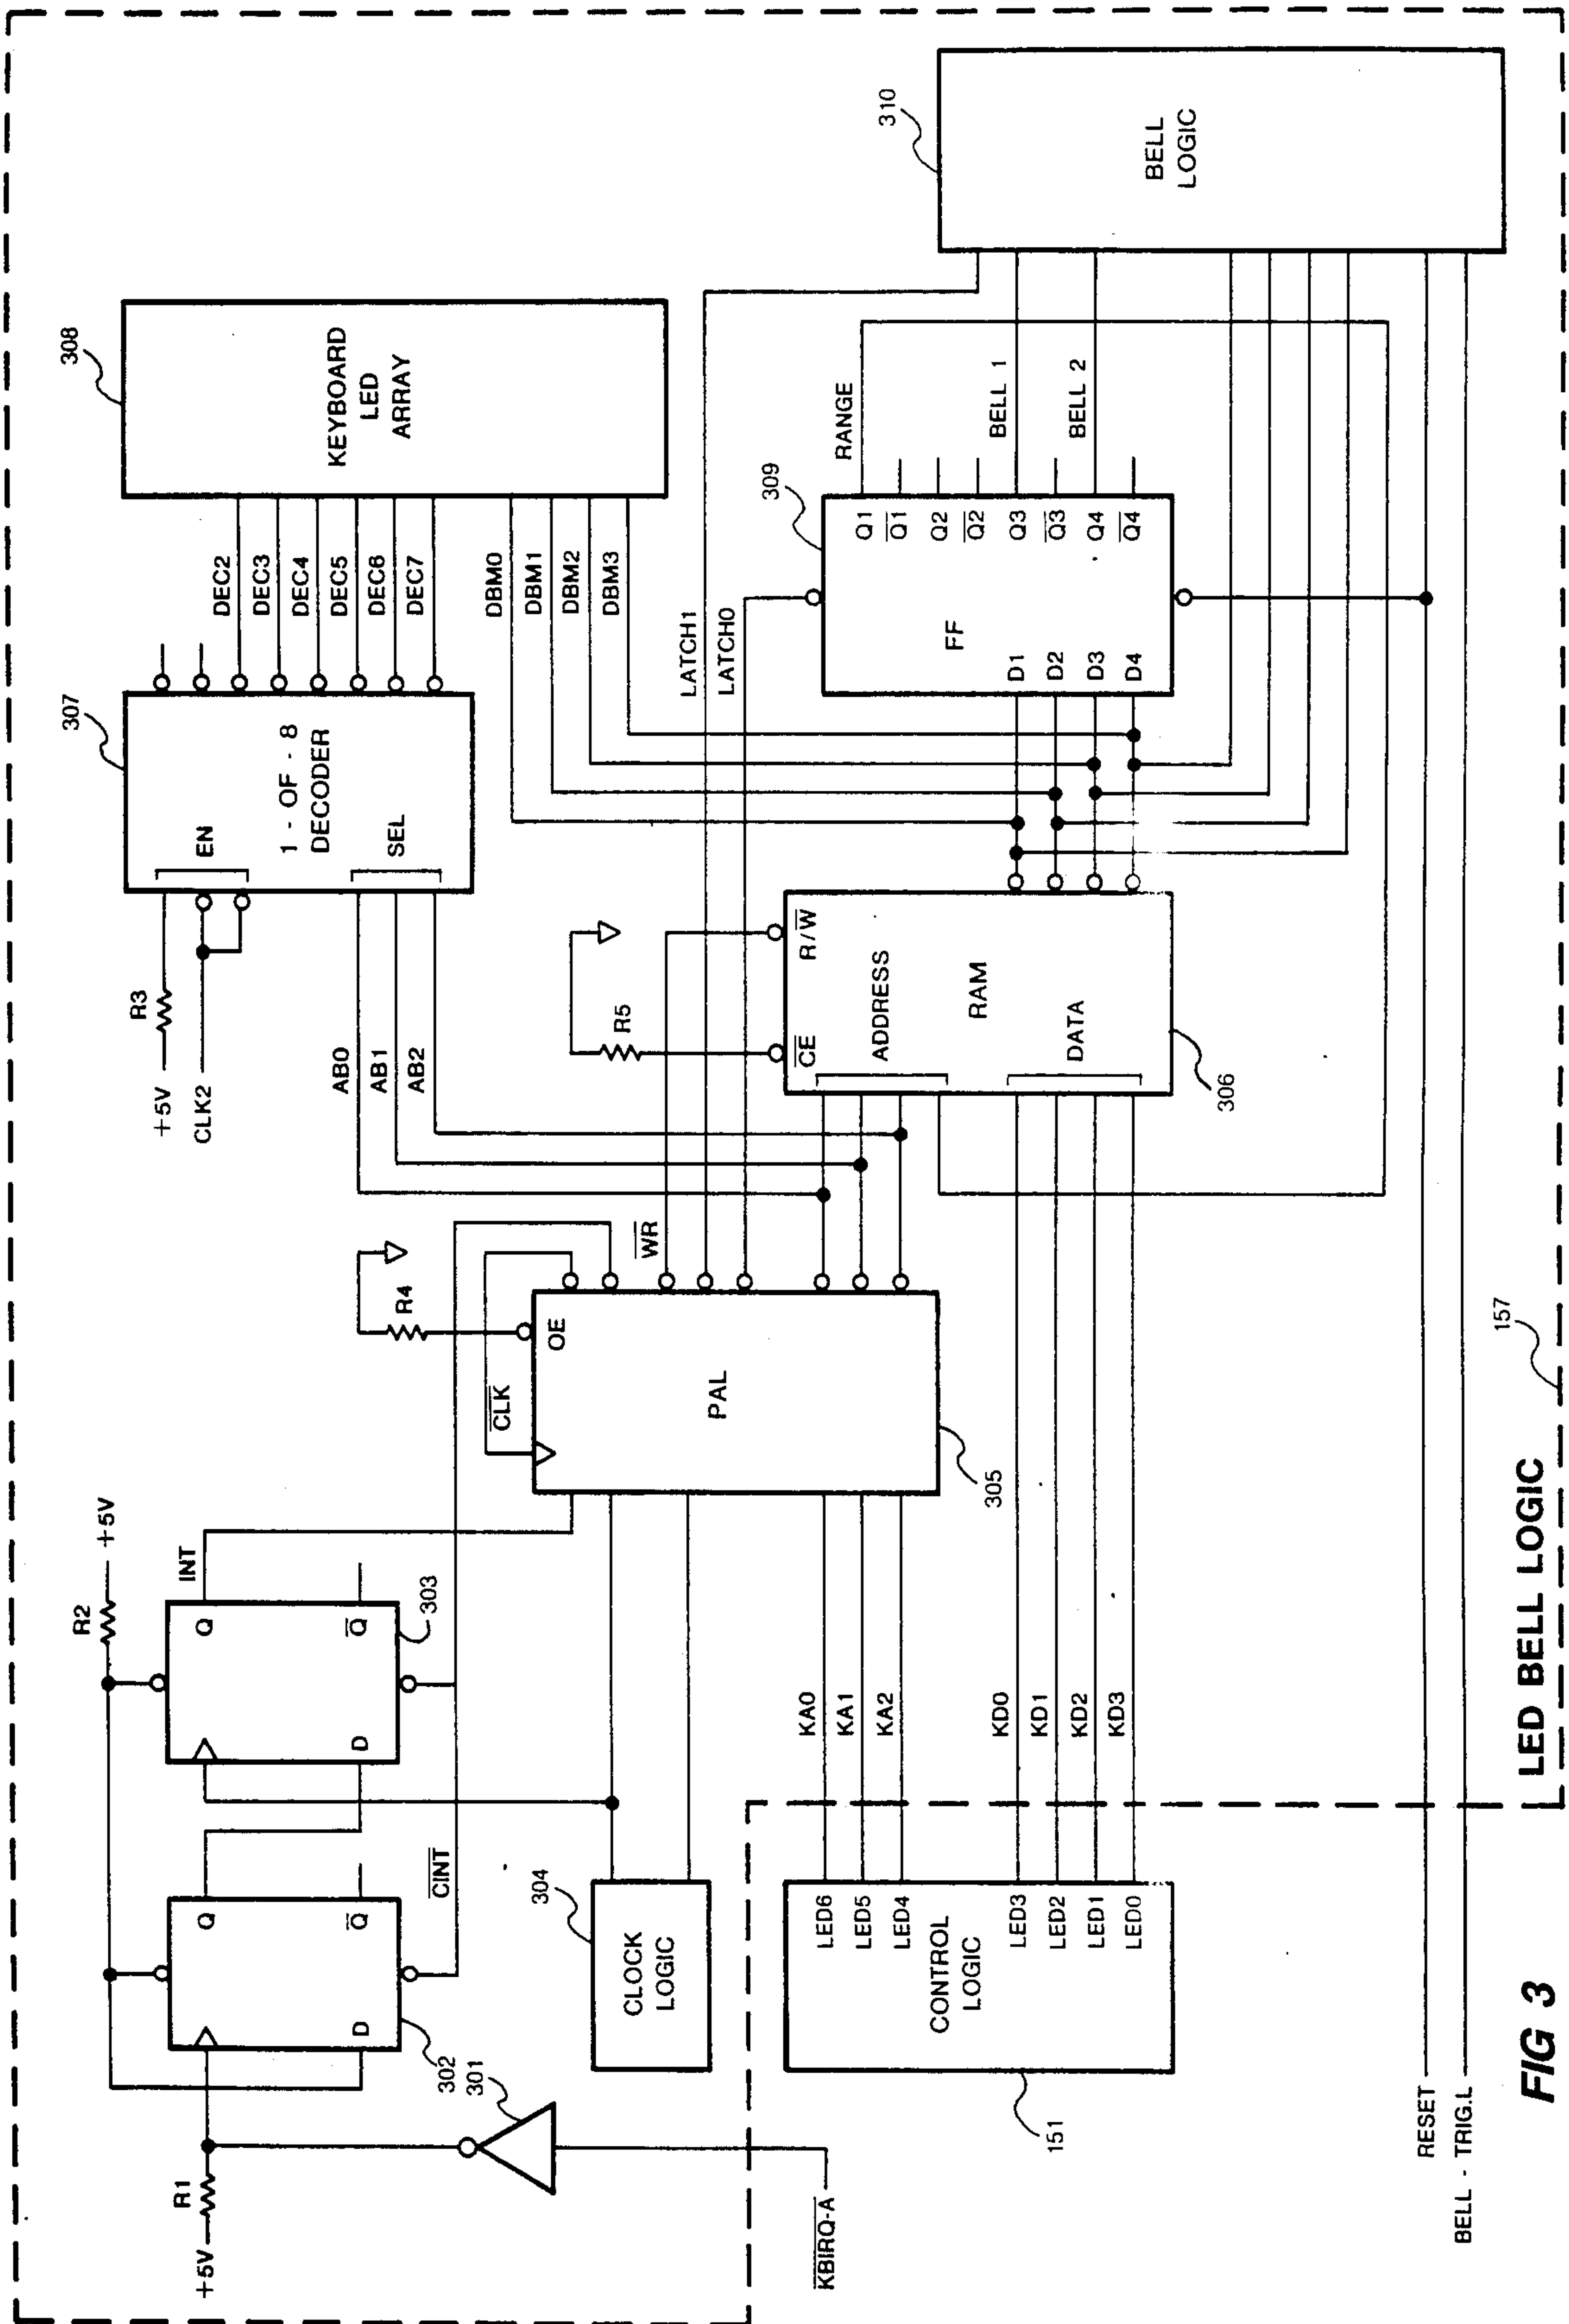 +5V
R1
KBIRQ-A
301
302
D
Q
Q
CINT
R2
+5V
303
D
Q
Q
INT
304
CLOCK
LOGIC
151
CONTROL
LOGIC
LED6
LED5
LED4
LED3
LED2
LED1
LED0
KA0
KA1
KA2
KD0
KD1
KD2
KD3
305
PAL
CLK
OE
R4
WR
+5V
R3
CLK2
AB0
AB1
AB2
307
EN
1 - OF - 8
DECODER
SEL
DEC2
DEC3
DEC4
DEC5
DEC6
DEC7
DBM0
DBM1
DBM2
DBM3
308
KEYBOARD
LED
ARRAY
R5
CE
R/W
ADDRESS
RAM
DATA
306
LATCH1
LATCH0
309
FF
D1
D2
D3
D4
Q1
Q1
Q2
Q2
Q3
Q3
Q4
Q4
RANGE
BELL 1
BELL 2
310
BELL
LOGIC
RESET
BELL - TRIG.L
157
LED BELL LOGIC
FIG 3